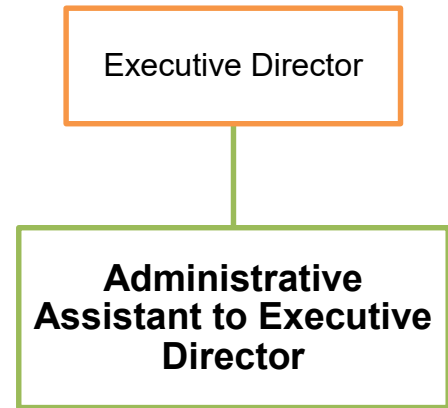 Executive Director
Administrative
Assistant to Executive
Director